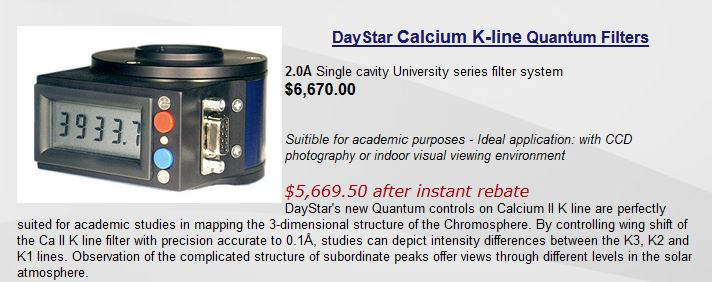 DayStar Calcium K-line Quantum Filters
2.0A Single cavity University series filter system
$6,670.00
3933.7
Suitible for academic purposes - Ideal application: with CCD
photography or indoor visual viewing environment
$5,669.50 after instant rebate
DayStar's new Quantum controls on Calcium II K line are perfectly
suited for academic studies in mapping the 3-dimensional structure of the Chromosphere. By controlling wing shift of
the Ca II K line filter with precision accurate to 0.1Å, studies can depict intensity differences between the K3, K2 and
K1 lines. Observation of the complicated structure of subordinate peaks offer views through different levels in the solar
atmosphere.